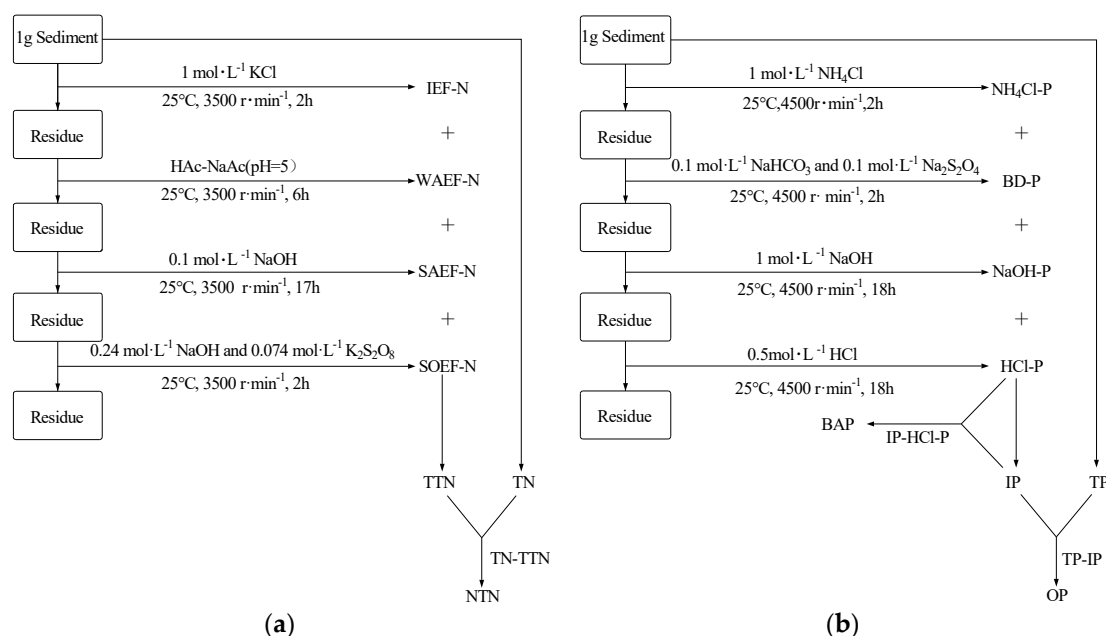 1g Sediment
1 mol·L⁻¹ KCl
25°C, 3500 r·min⁻¹, 2h
IEF-N
+
Residue
HAc-NaAc(pH=5）
25°C, 3500 r·min⁻¹, 6h
WAEF-N
+
Residue
0.1 mol·L⁻¹ NaOH
25°C, 3500 r·min⁻¹, 17h
SAEF-N
+
Residue
0.24 mol·L⁻¹ NaOH and 0.074 mol·L⁻¹ K₂S₂O₈
25°C, 3500 r·min⁻¹, 2h
SOEF-N
Residue
TTN
TN
TN-TTN
NTN
(a)
1g Sediment
1 mol·L⁻¹ NH₄Cl
25°C,4500r·min⁻¹,2h
NH₄Cl-P
+
Residue
0.1 mol·L⁻¹ NaHCO₃ and 0.1 mol·L⁻¹ Na₂S₂O₄
25°C, 4500 r· min⁻¹, 2h
BD-P
+
Residue
1 mol·L⁻¹ NaOH
25°C, 4500 r·min⁻¹, 18h
NaOH-P
+
Residue
0.5mol·L⁻¹ HCl
25°C, 4500 r·min⁻¹, 18h
HCl-P
Residue
BAP
IP-HCl-P
IP
TP
TP-IP
OP
(b)